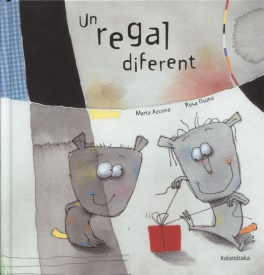 Un
regal
diferent
Marta Azcona
Rosa Osuna
Kalandraka